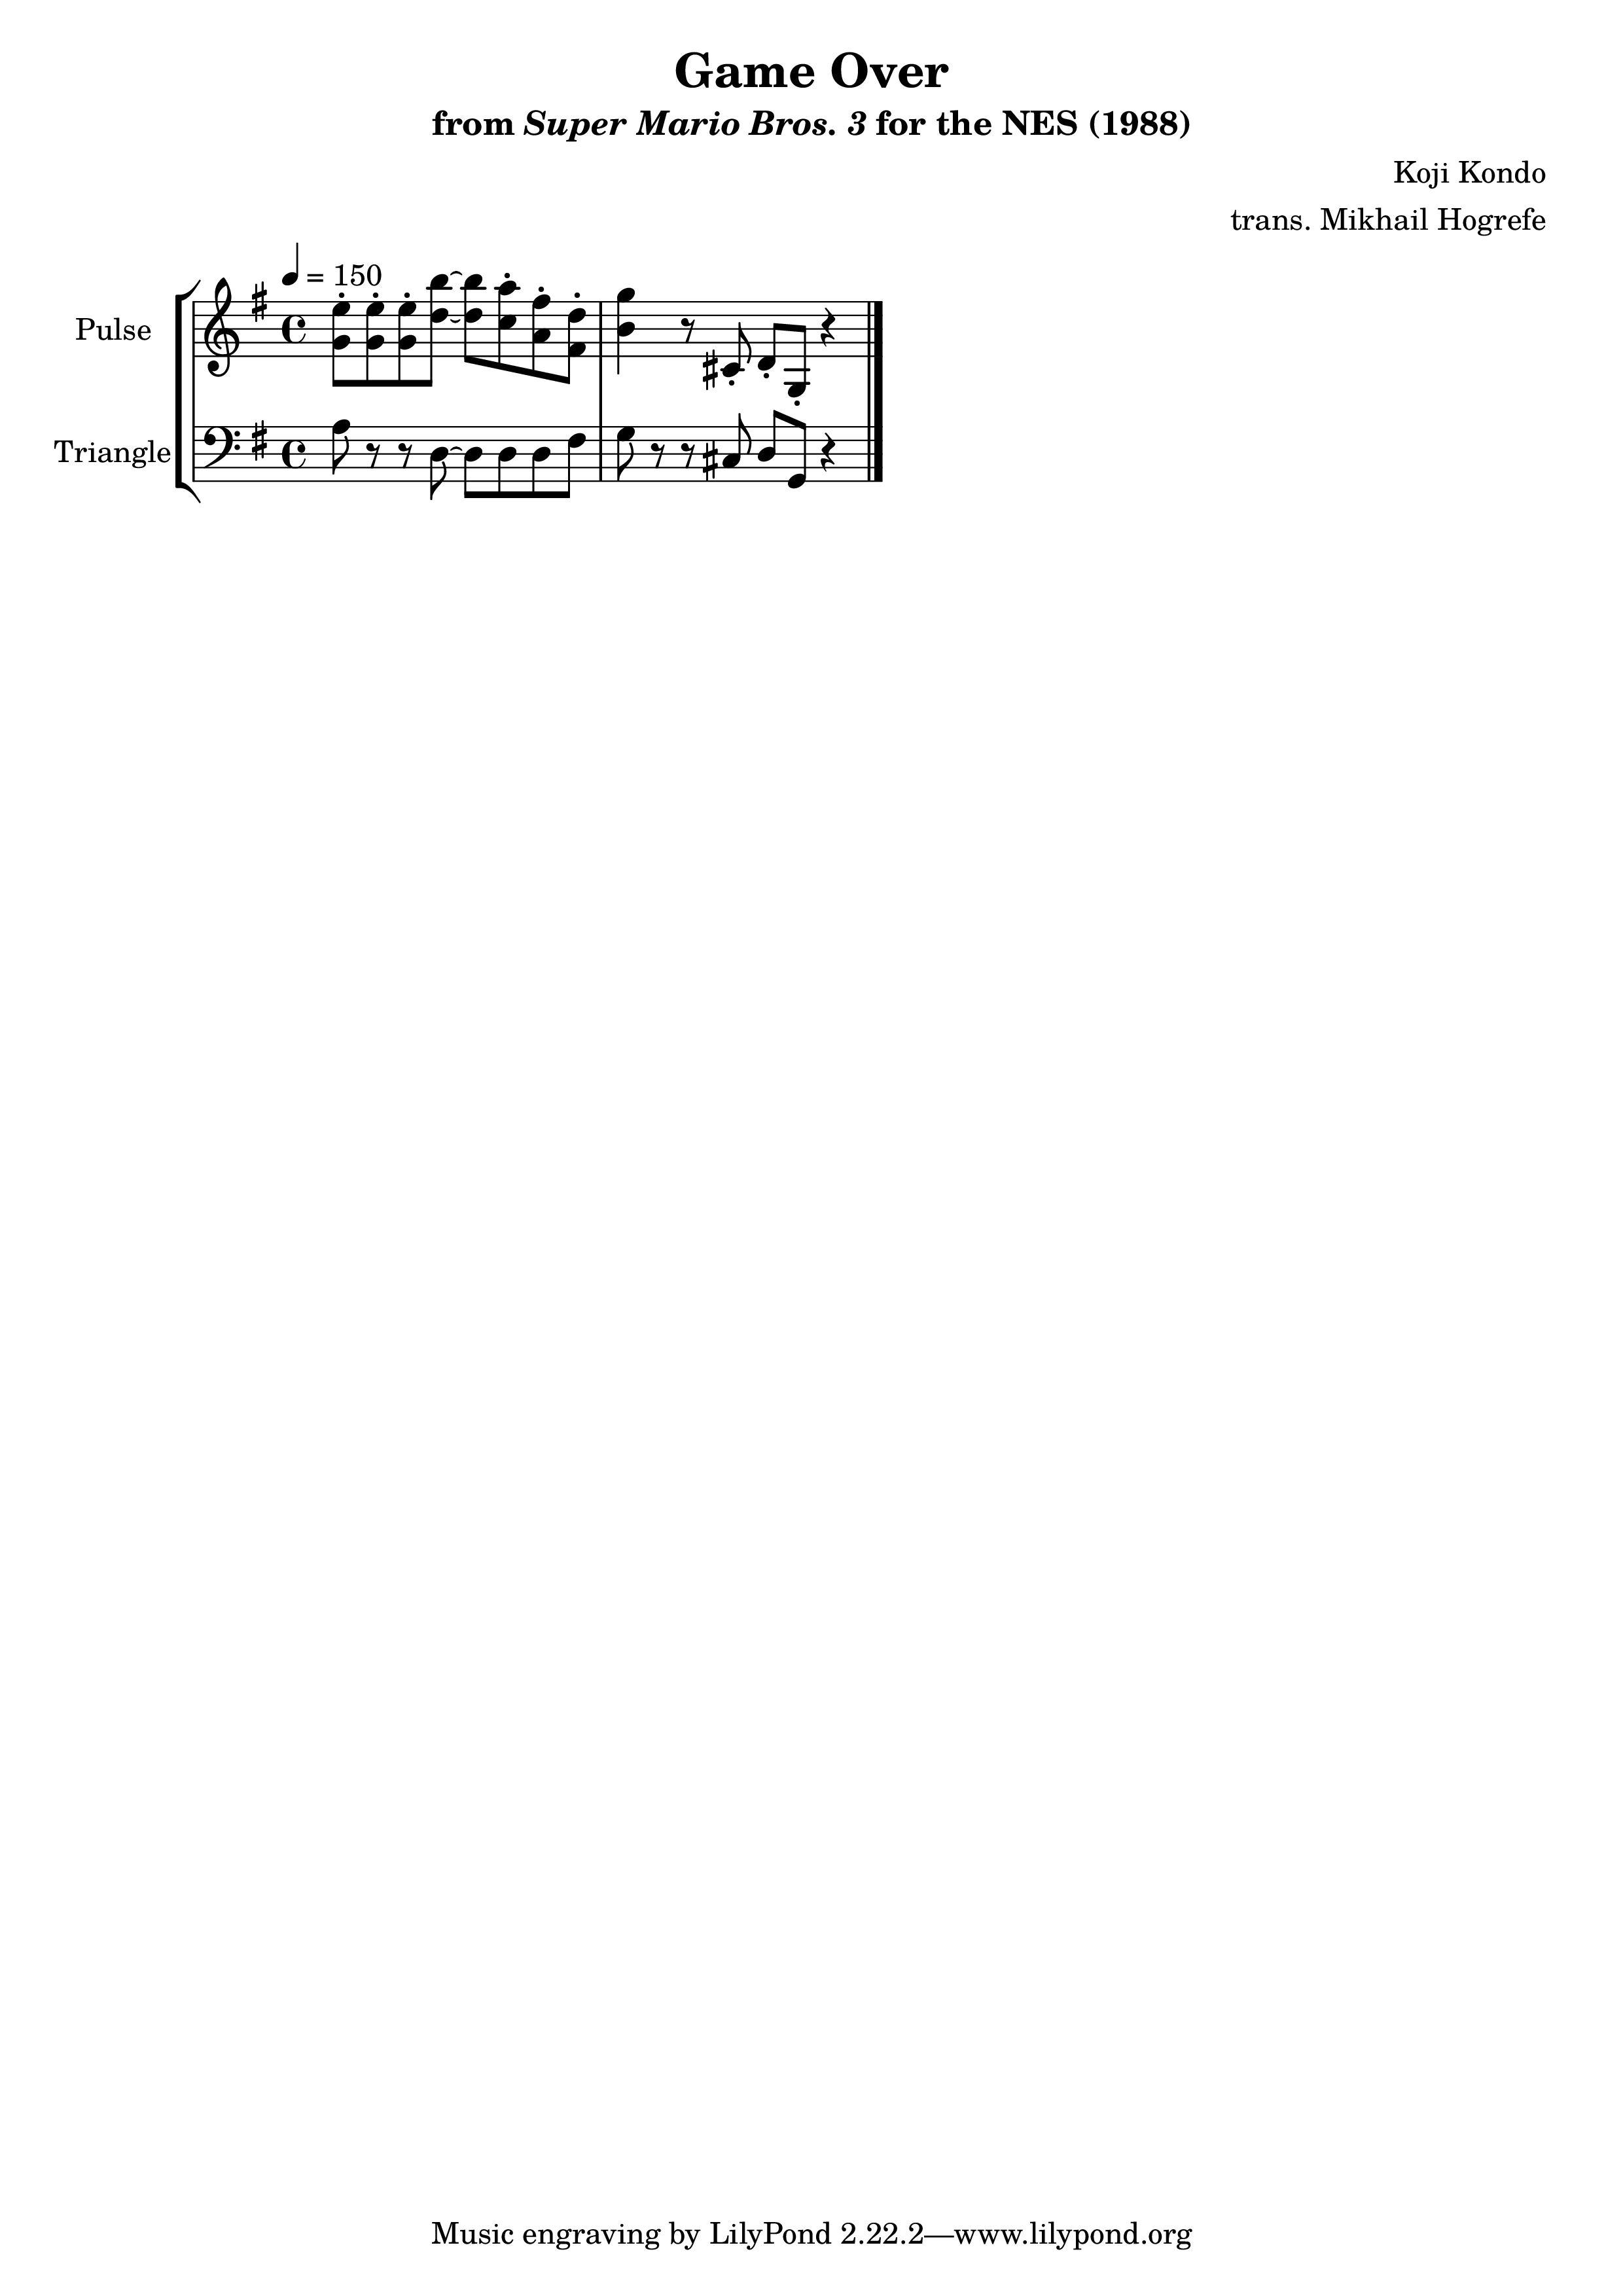 Game Over
from Super Mario Bros. 3 for the NES (1988)
Koji Kondo
trans. Mikhail Hogrefe
= 150
Pulse
Triangle
Music engraving by LilyPond 2.22.2—www.lilypond.org